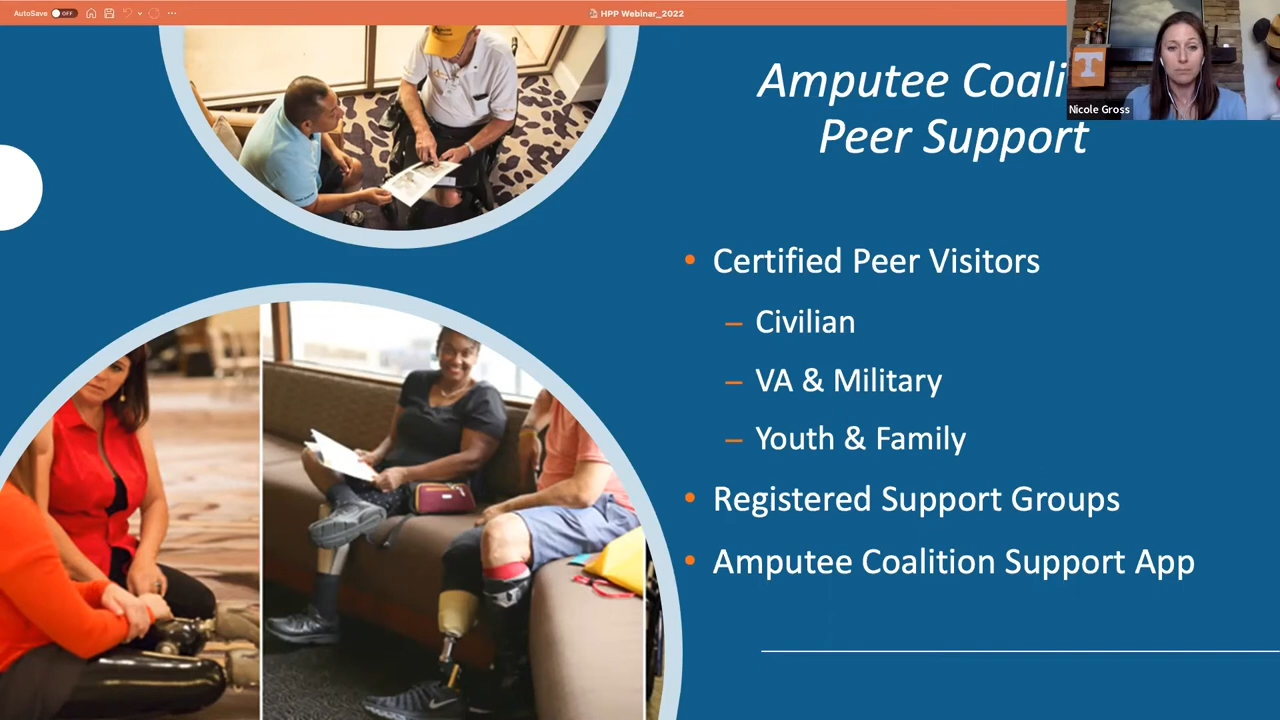 AutoSave OFF
HPP Webinar_2022
T
Nicole Gross
Amputee Coali
Peer Support
• Certified Peer Visitors
– Civilian
– VA & Military
– Youth & Family
• Registered Support Groups
• Amputee Coalition Support App